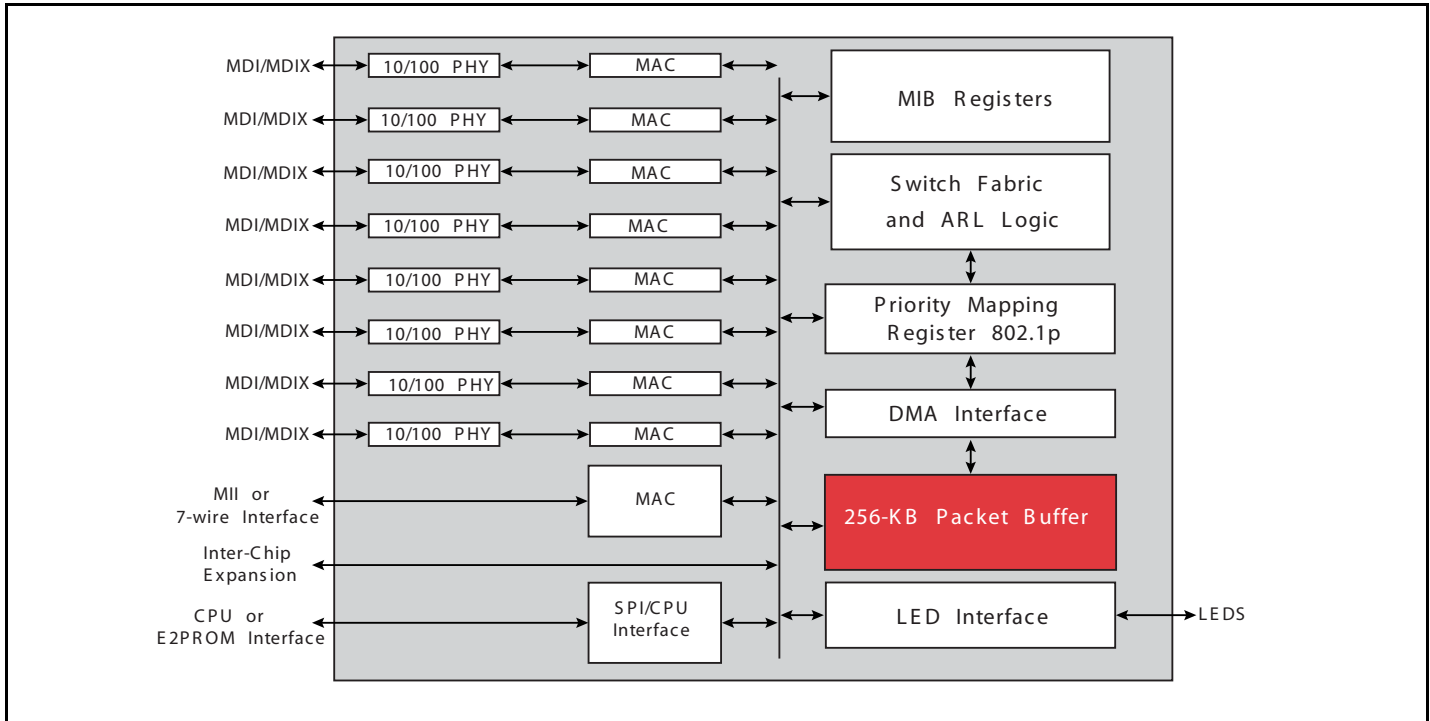 MDI/MDIX 10/100 PHY MAC
MDI/MDIX 10/100 PHY MAC
MDI/MDIX 10/100 PHY MAC
MDI/MDIX 10/100 PHY MAC
MDI/MDIX 10/100 PHY MAC
MDI/MDIX 10/100 PHY MAC
MDI/MDIX 10/100 PHY MAC
MDI/MDIX 10/100 PHY MAC
MII or
7-wire Interface
MAC
Inter-Chip
Expansion
CPU or
E2PROM Interface
SPI/CPU
Interface
MIB Registers
Switch Fabric
and ARL Logic
Priority Mapping
Register 802.1p
DMA Interface
256-KB Packet Buffer
LED Interface
LEDS